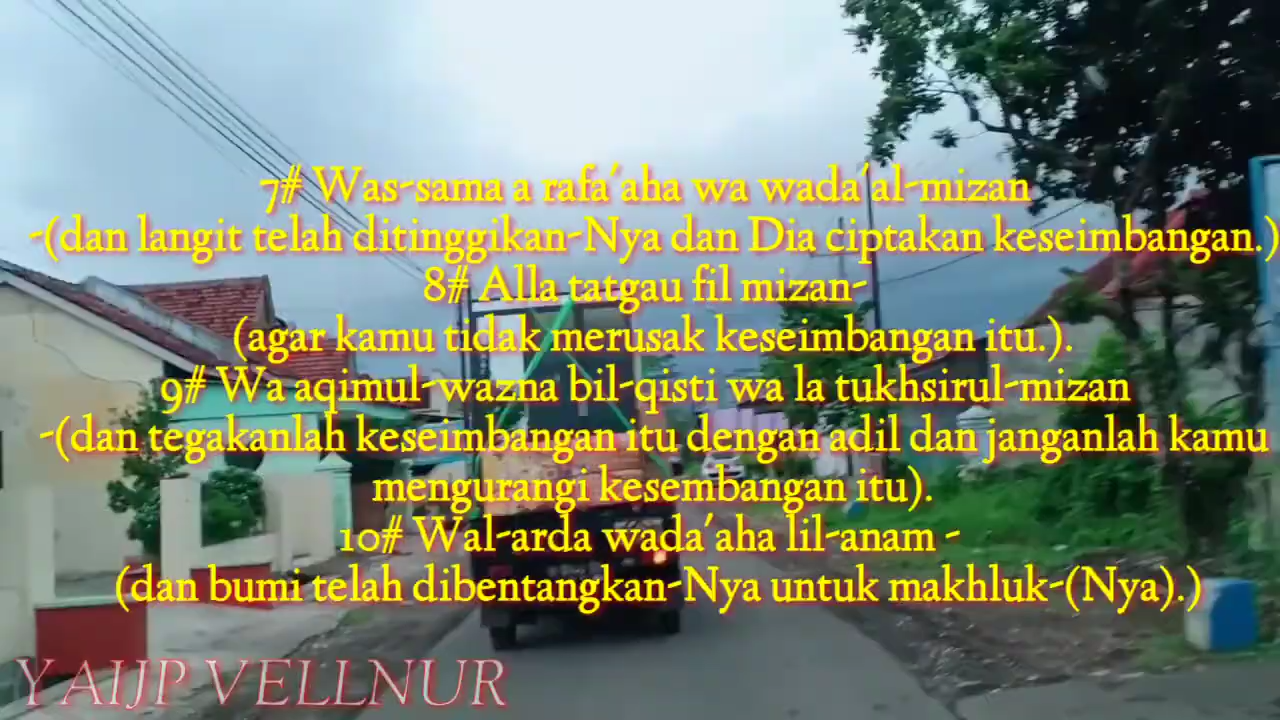 7# Was-sama a rafa'aha wa wada'al-mizan
-(dan langit telah ditinggikan-Nya dan Dia ciptakan keseimbangan.)
8# Alla tatgau fil mizan-
(agar kamu tidak merusak keseimbangan itu.).
9# Wa aqimul-wazna bil-qisti wa la tukhsirul-mizan
-(dan tegakanlah keseimbangan itu dengan adil dan janganlah kamu
mengurangi kesembangan itu).
10# Wal-arda wada'aha lil-anam -
(dan bumi telah dibentangkan-Nya untuk makhluk-(Nya).)
YAIJP VELLNUR